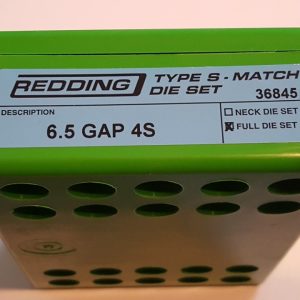 REDDING TYPE S - MATCH
DIE SET 36845
DESCRIPTION
NECK DIE SET
6.5 GAP 4S
FULL DIE SET